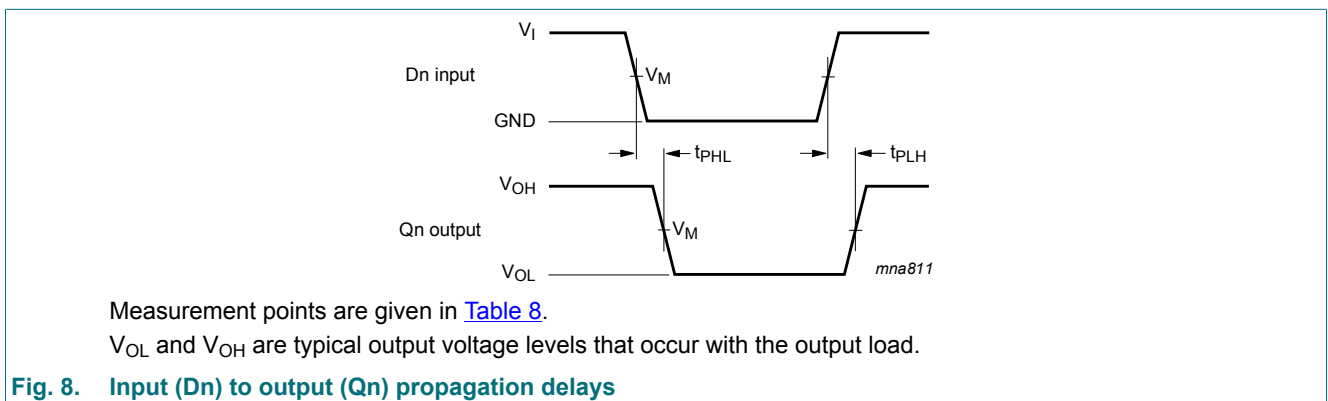 V_I
Dn input
V_M
GND
t_PHL
t_PLH
V_OH
Qn output
V_M
V_OL
mna811
Measurement points are given in Table 8.
V_OL and V_OH are typical output voltage levels that occur with the output load.
Fig. 8. Input (Dn) to output (Qn) propagation delays